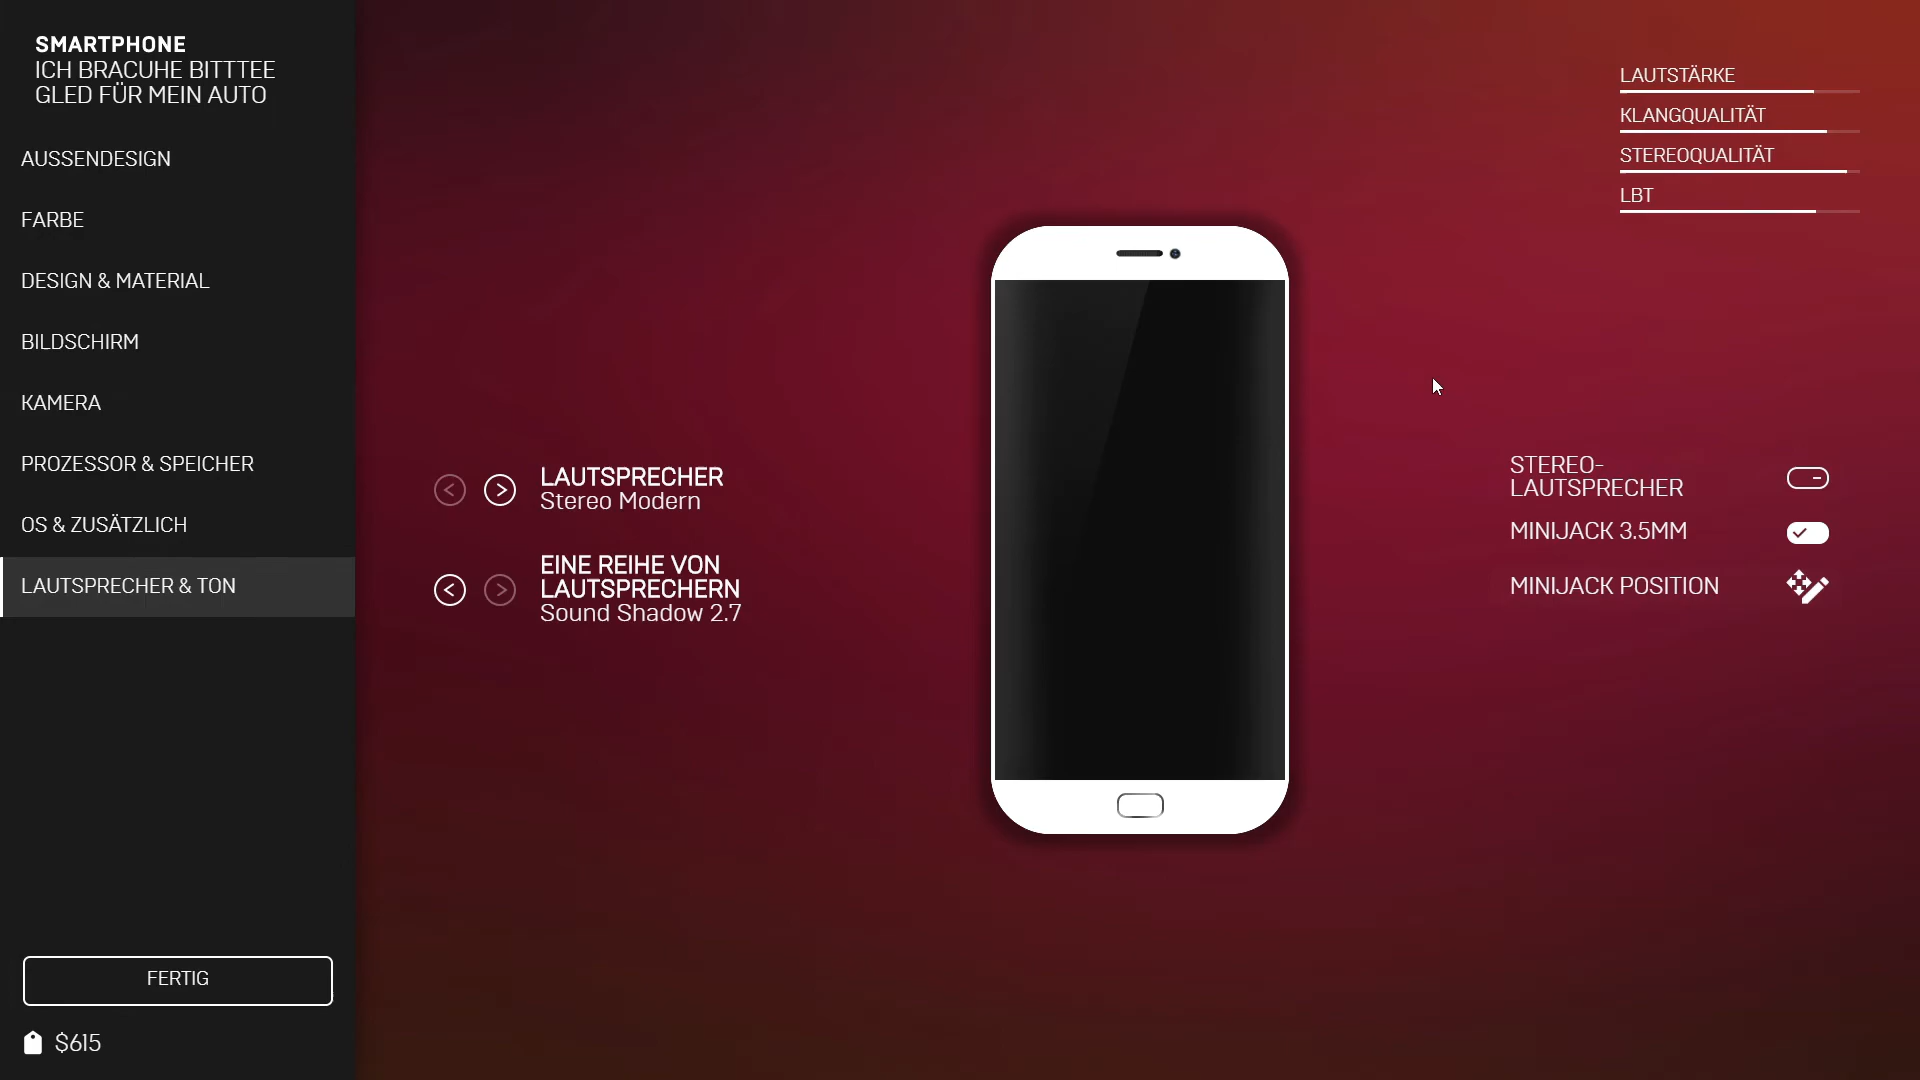 SMARTPHONE
ICH BRACUHE BITTTEE
GLED FÜR MEIN AUTO
AUSSENDESIGN
FARBE
DESIGN & MATERIAL
BILDSCHIRM
KAMERA
PROZESSOR & SPEICHER
OS & ZUSÄTZLICH
LAUTSPRECHER & TON
FERTIG
$615
LAUTSPRECHER
Stereo Modern
EINE REIHE VON
LAUTSPRECHERN
Sound Shadow 2.7
LAUTSTÄRKE
KLANGQUALITÄT
STEREOQUALITÄT
LBT
STEREO-
LAUTSPRECHER
MINIJACK 3.5MM
MINIJACK POSITION